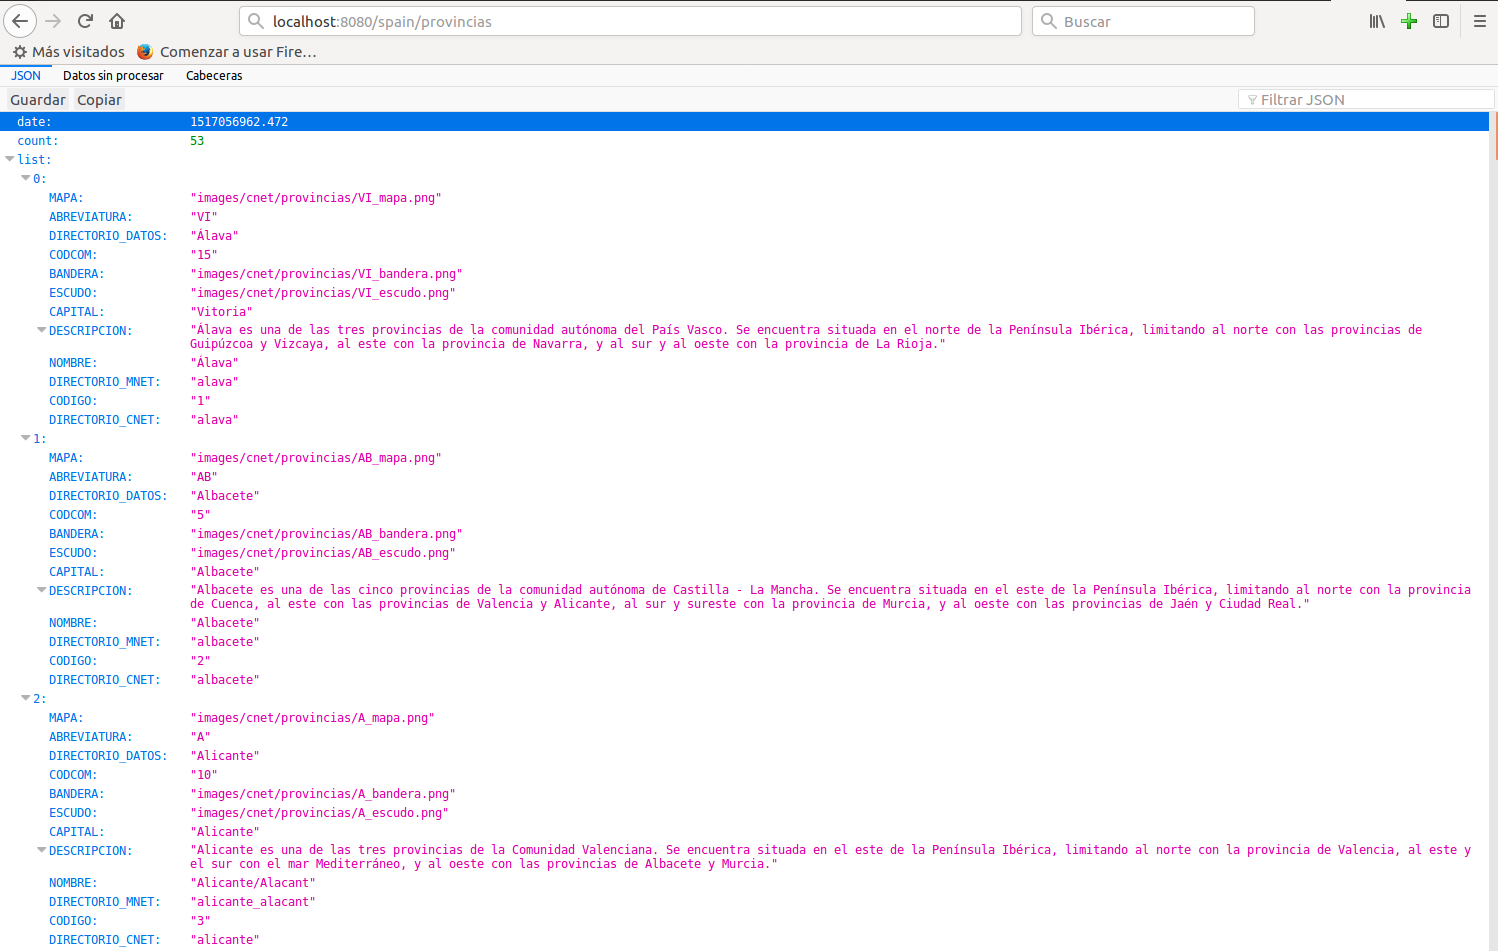 localhost:8080/spain/provincias
Buscar
Más visitados
Comenzar a usar Fire…
JSON
Datos sin procesar
Cabeceras
Guardar
Copiar
Filtrar JSON
date: 1517056962.472
count: 53
list:
0:
MAPA: "images/cnet/provincias/VI_mapa.png"
ABREVIATURA: "VI"
DIRECTORIO_DATOS: "Álava"
CODCOM: "15"
BANDERA: "images/cnet/provincias/VI_bandera.png"
ESCUDO: "images/cnet/provincias/VI_escudo.png"
CAPITAL: "Vitoria"
DESCRIPCION: "Álava es una de las tres provincias de la comunidad autónoma del País Vasco. Se encuentra situada en el norte de la Península Ibérica, limitando al norte con las provincias de
Guipúzcoa y Vizcaya, al este con la provincia de Navarra, y al sur y al oeste con la provincia de La Rioja."
NOMBRE: "Álava"
DIRECTORIO_MNET: "alava"
CODIGO: "1"
DIRECTORIO_CNET: "alava"
1:
MAPA: "images/cnet/provincias/AB_mapa.png"
ABREVIATURA: "AB"
DIRECTORIO_DATOS: "Albacete"
CODCOM: "5"
BANDERA: "images/cnet/provincias/AB_bandera.png"
ESCUDO: "images/cnet/provincias/AB_escudo.png"
CAPITAL: "Albacete"
DESCRIPCION: "Albacete es una de las cinco provincias de la comunidad autónoma de Castilla - La Mancha. Se encuentra situada en el este de la Península Ibérica, limitando al norte con la provincia
de Cuenca, al este con las provincias de Valencia y Alicante, al sur y sureste con la provincia de Murcia, y al oeste con las provincias de Jaén y Ciudad Real."
NOMBRE: "Albacete"
DIRECTORIO_MNET: "albacete"
CODIGO: "2"
DIRECTORIO_CNET: "albacete"
2:
MAPA: "images/cnet/provincias/A_mapa.png"
ABREVIATURA: "A"
DIRECTORIO_DATOS: "Alicante"
CODCOM: "10"
BANDERA: "images/cnet/provincias/A_bandera.png"
ESCUDO: "images/cnet/provincias/A_escudo.png"
CAPITAL: "Alicante"
DESCRIPCION: "Alicante es una de las tres provincias de la Comunidad Valenciana. Se encuentra situada en el este de la Península Ibérica, limitando al norte con la provincia de Valencia, al este y
el sur con el mar Mediterráneo, y al oeste con las provincias de Albacete y Murcia."
NOMBRE: "Alicante/Alacant"
DIRECTORIO_MNET: "alicante_alacant"
CODIGO: "3"
DIRECTORIO_CNET: "alicante"